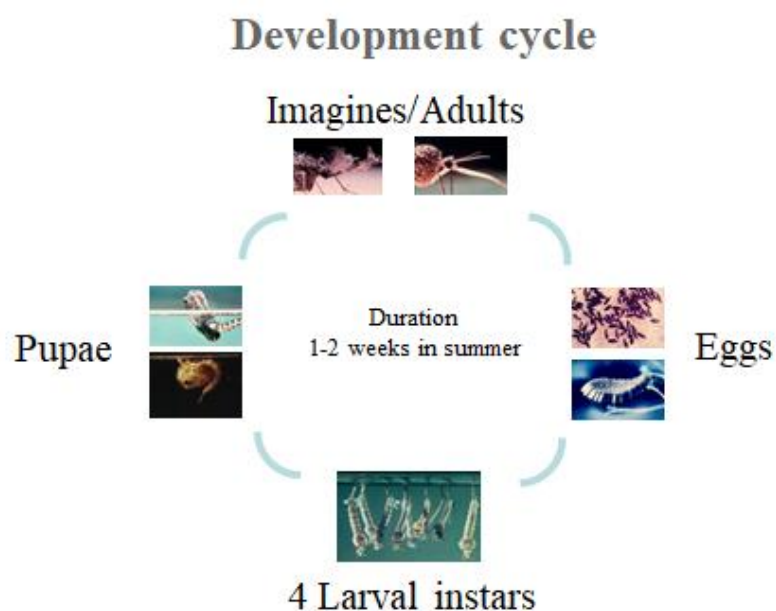 Development cycle
Imagines/Adults
Duration
1-2 weeks in summer
Pupae
Eggs
4 Larval instars